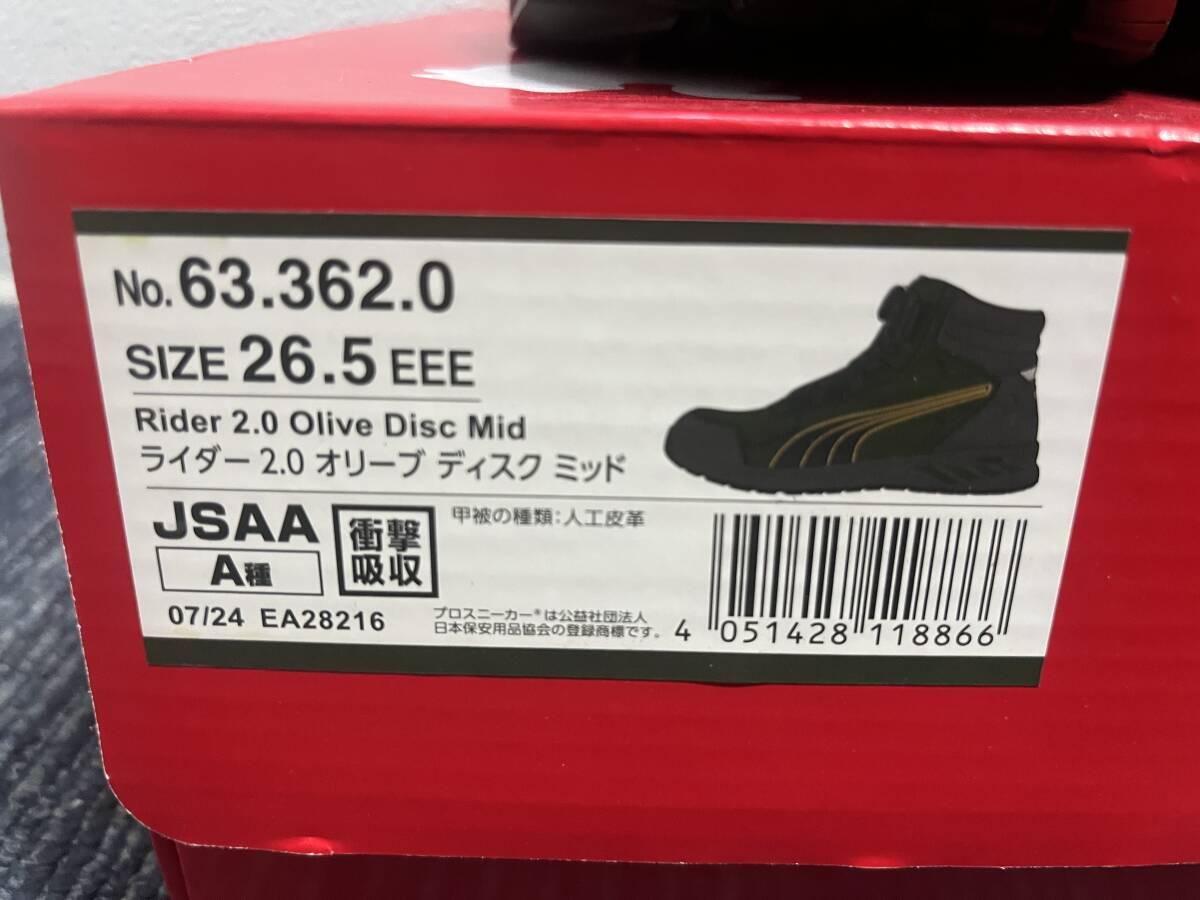 No. 63.362.0
SIZE 26.5 EEE
Rider 2.0 Olive Disc Mid
ライダー 2.0 オリーブ ディスク ミッド
JSAA
A種
衝撃
吸収
甲被の種類：人工皮革
07/24 EA28216
プロスニーカー®は公益社団法人
日本保安用品協会の登録商標です。
4 051428 118866